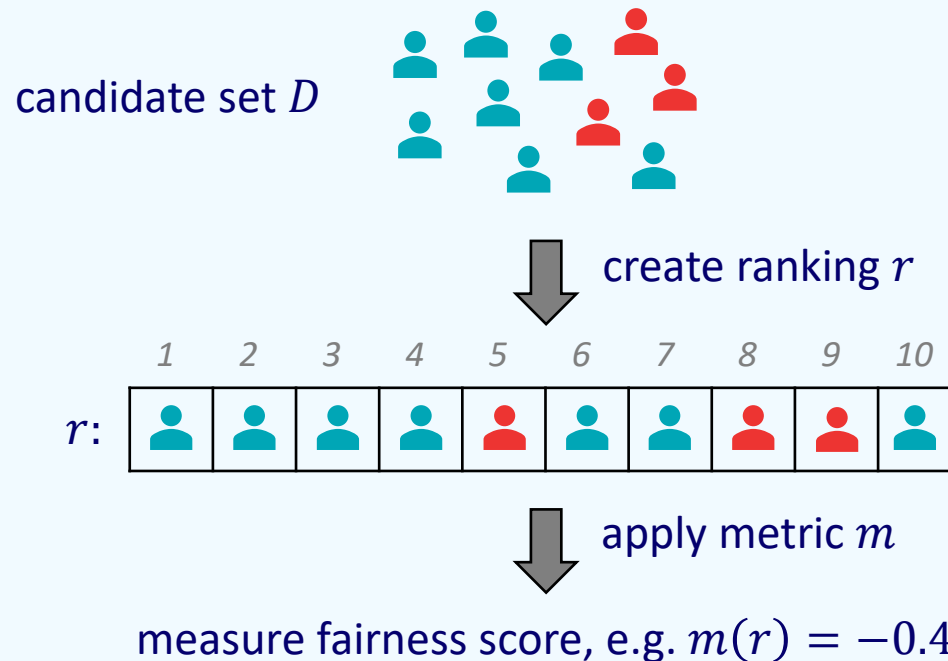 candidate set D
create ranking r
1 2 3 4 5 6 7 8 9 10
r:
apply metric m
measure fairness score, e.g. m(r) = −0.4